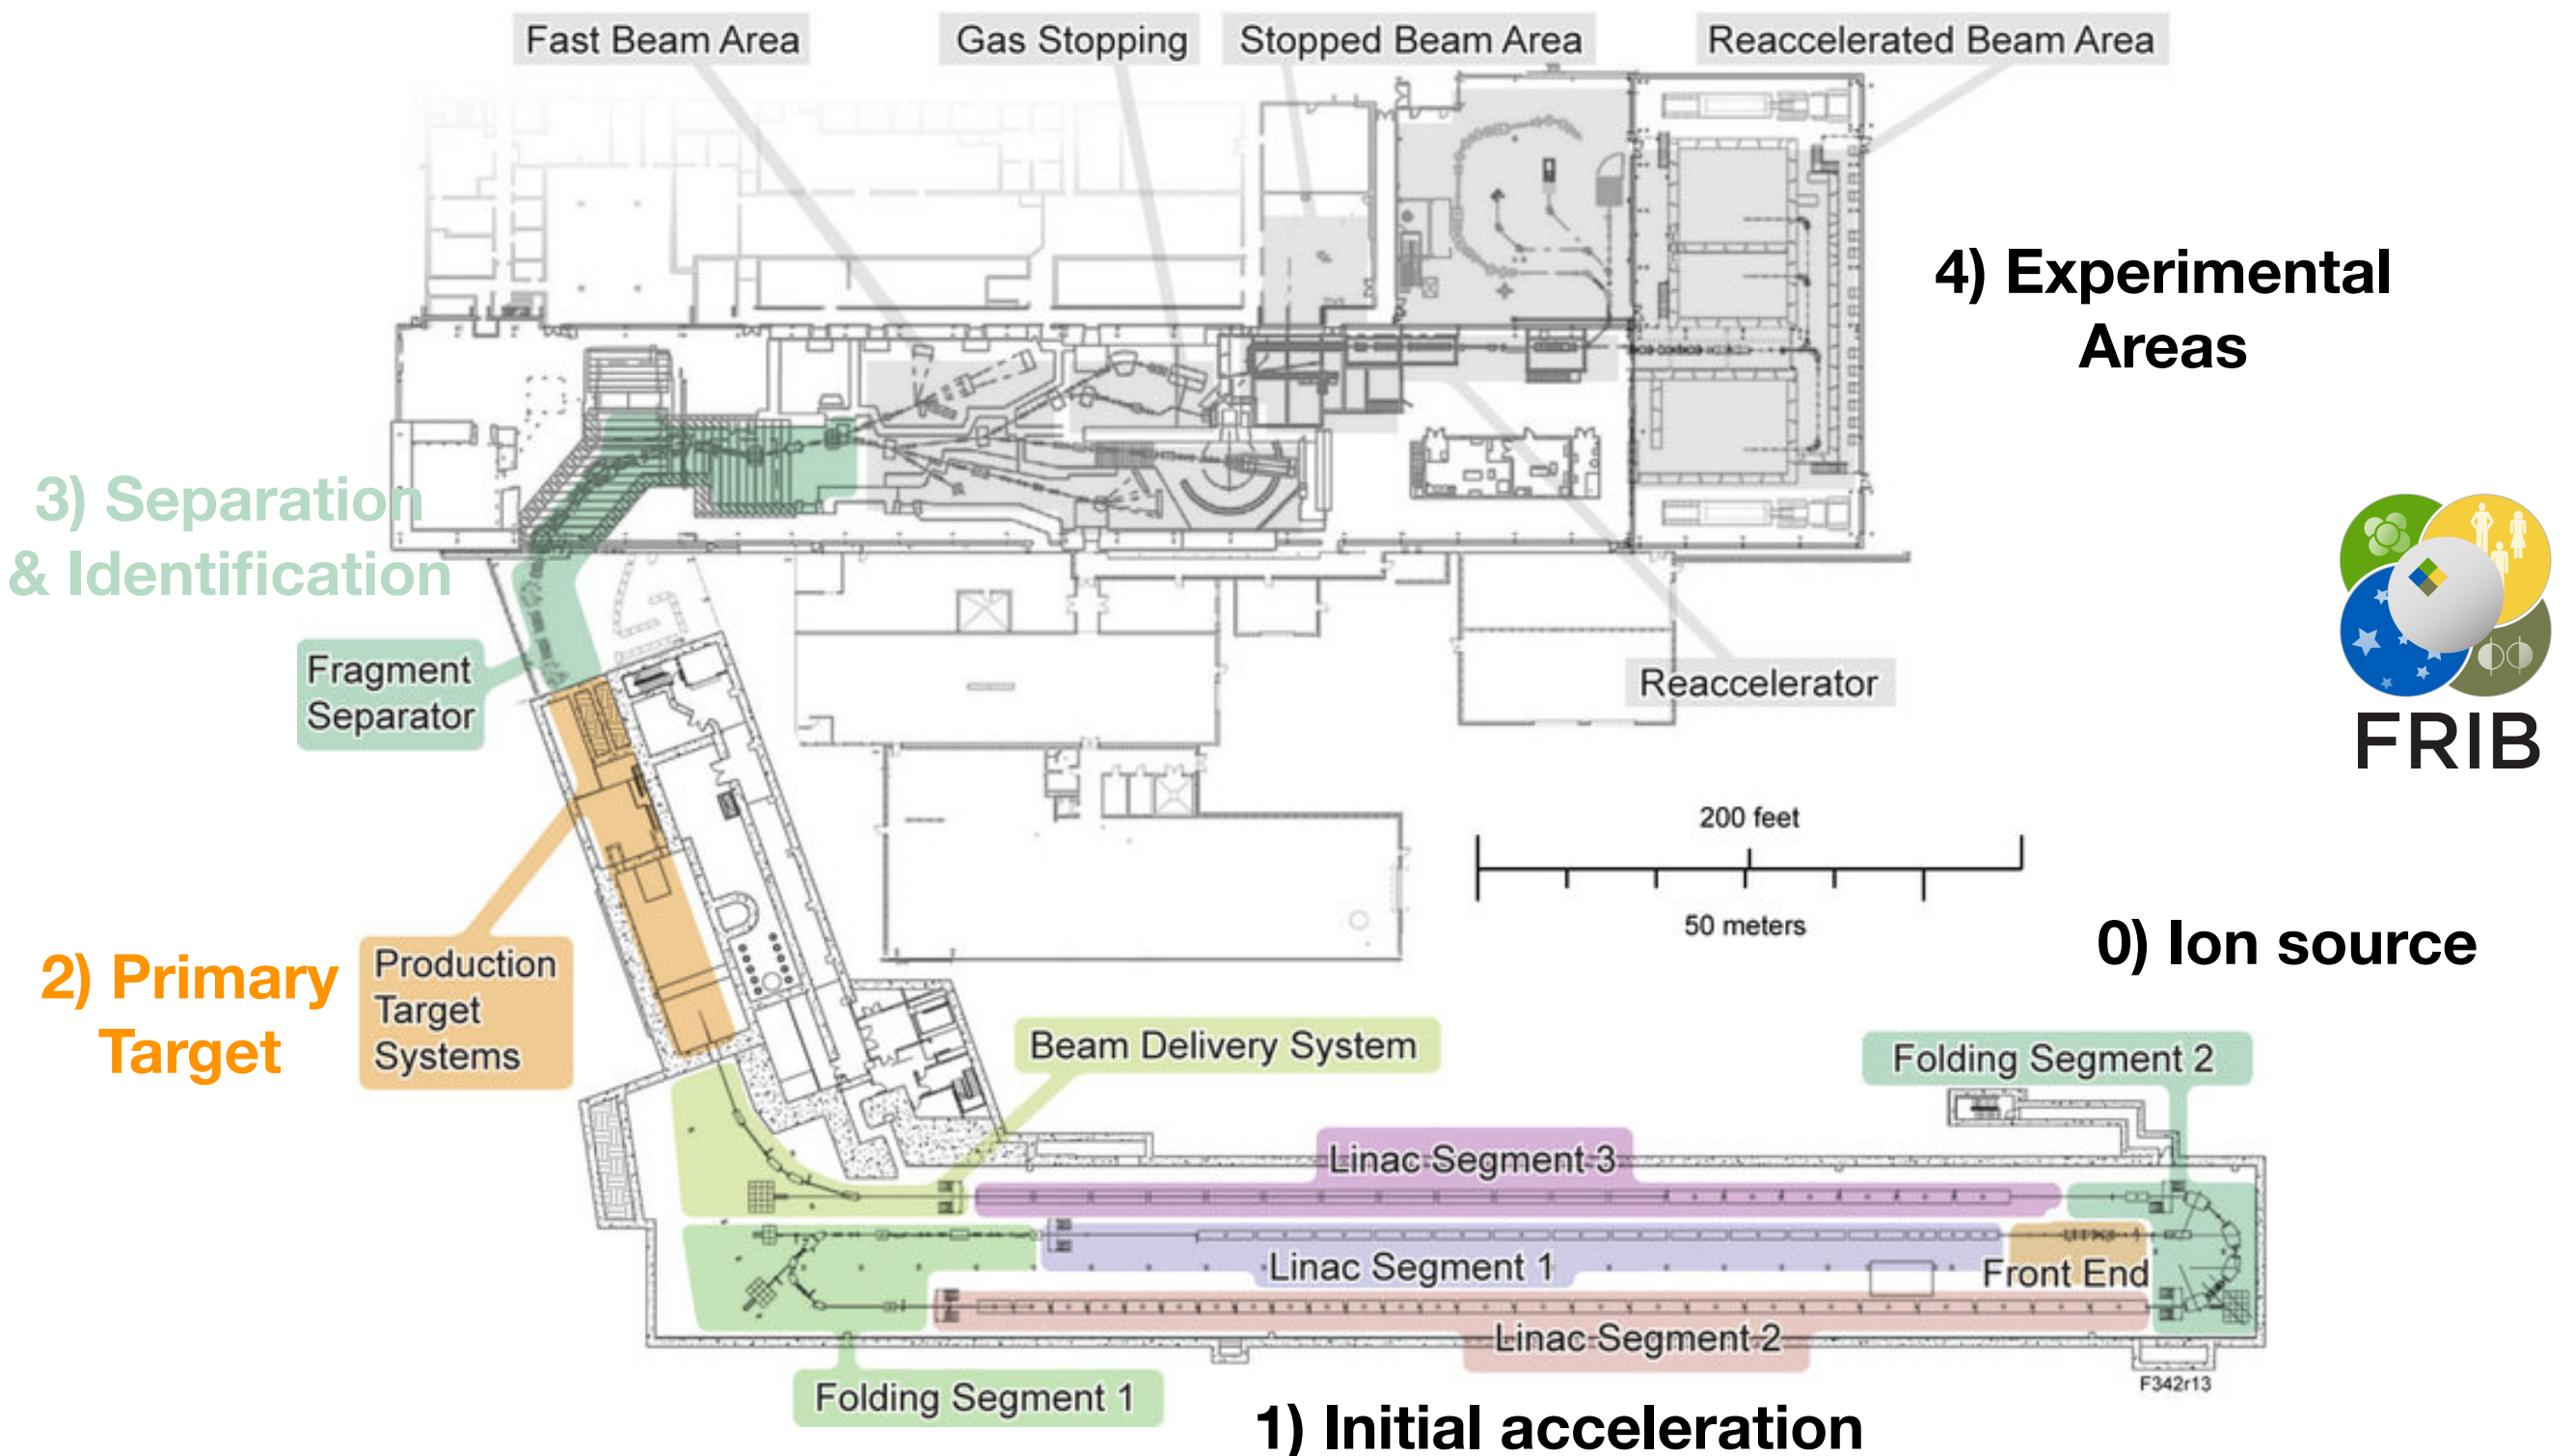 Fast Beam Area
Gas Stopping
Stopped Beam Area
Reaccelerated Beam Area
4) Experimental
Areas
3) Separation
& Identification
Fragment
Separator
Reaccelerator
FRIB
200 feet
50 meters
0) Ion source
2) Primary
Target
Production
Target
Systems
Beam Delivery System
Folding Segment 2
Linac Segment 3
Linac Segment 1
Front End
Linac Segment 2
F342r13
Folding Segment 1
1) Initial acceleration